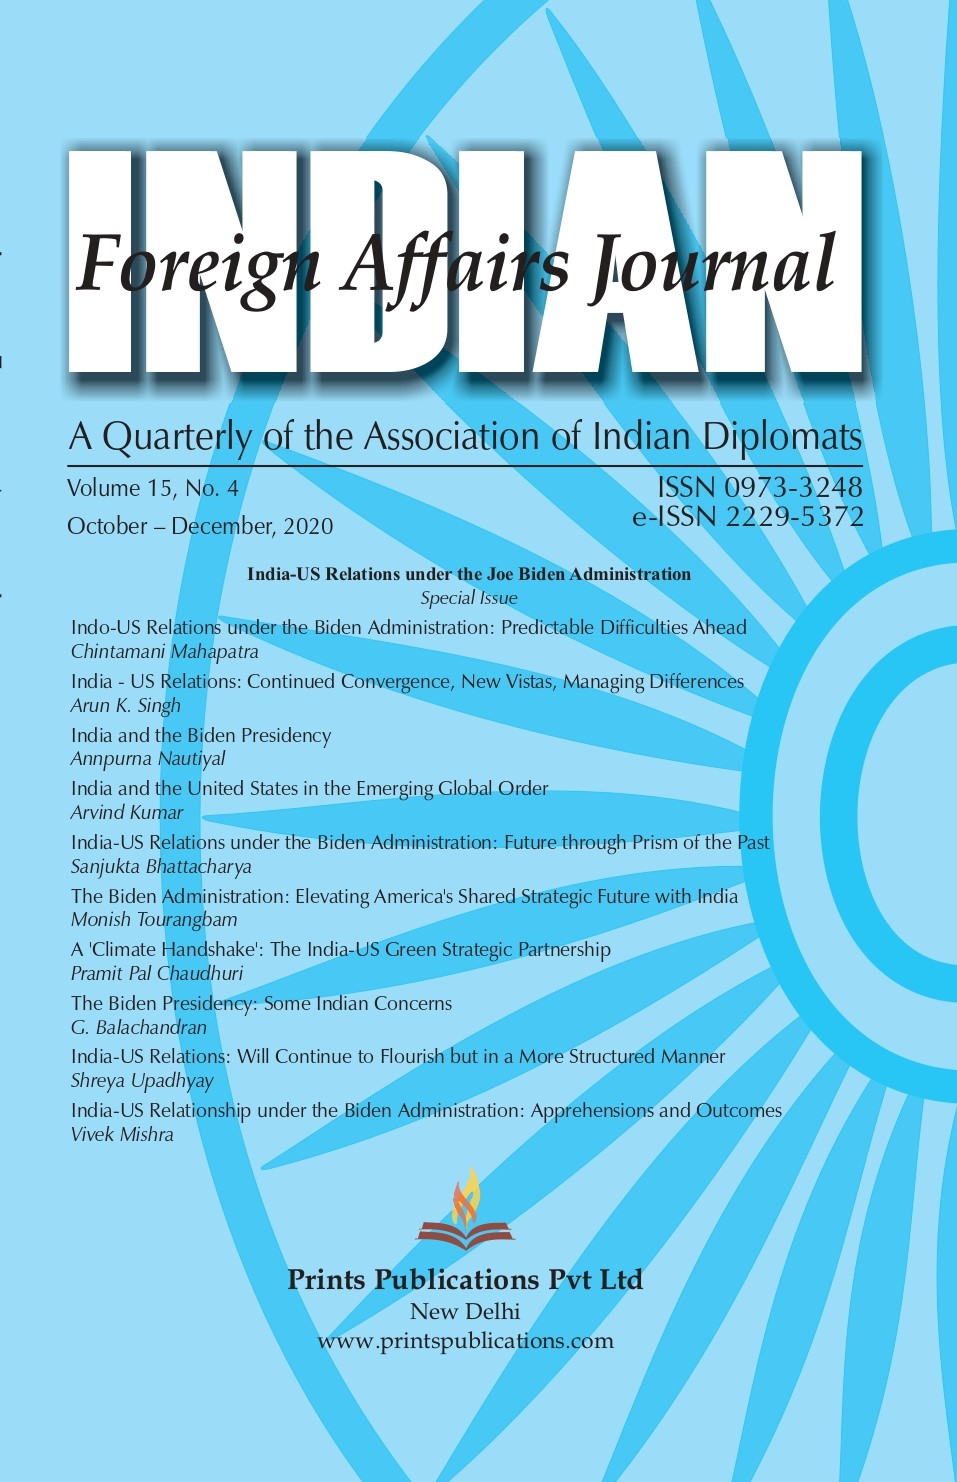 INDIAN
Foreign Affairs Journal
A Quarterly of the Association of Indian Diplomats
Volume 15, No. 4
ISSN 0973-3248
e-ISSN 2229-5372
October – December, 2020
India-US Relations under the Joe Biden Administration
Special Issue
Indo-US Relations under the Biden Administration: Predictable Difficulties Ahead
Chintamani Mahapatra
India - US Relations: Continued Convergence, New Vistas, Managing Differences
Arun K. Singh
India and the Biden Presidency
Annpurna Nautiyal
India and the United States in the Emerging Global Order
Arvind Kumar
India-US Relations under the Biden Administration: Future through Prism of the Past
Sanjukta Bhattacharya
The Biden Administration: Elevating America's Shared Strategic Future with India
Monish Tourangbam
A 'Climate Handshake': The India-US Green Strategic Partnership
Pramit Pal Chaudhuri
The Biden Presidency: Some Indian Concerns
G. Balachandran
India-US Relations: Will Continue to Flourish but in a More Structured Manner
Shreya Upadhyay
India-US Relationship under the Biden Administration: Apprehensions and Outcomes
Vivek Mishra
Prints Publications Pvt Ltd
New Delhi
www.printspublications.com